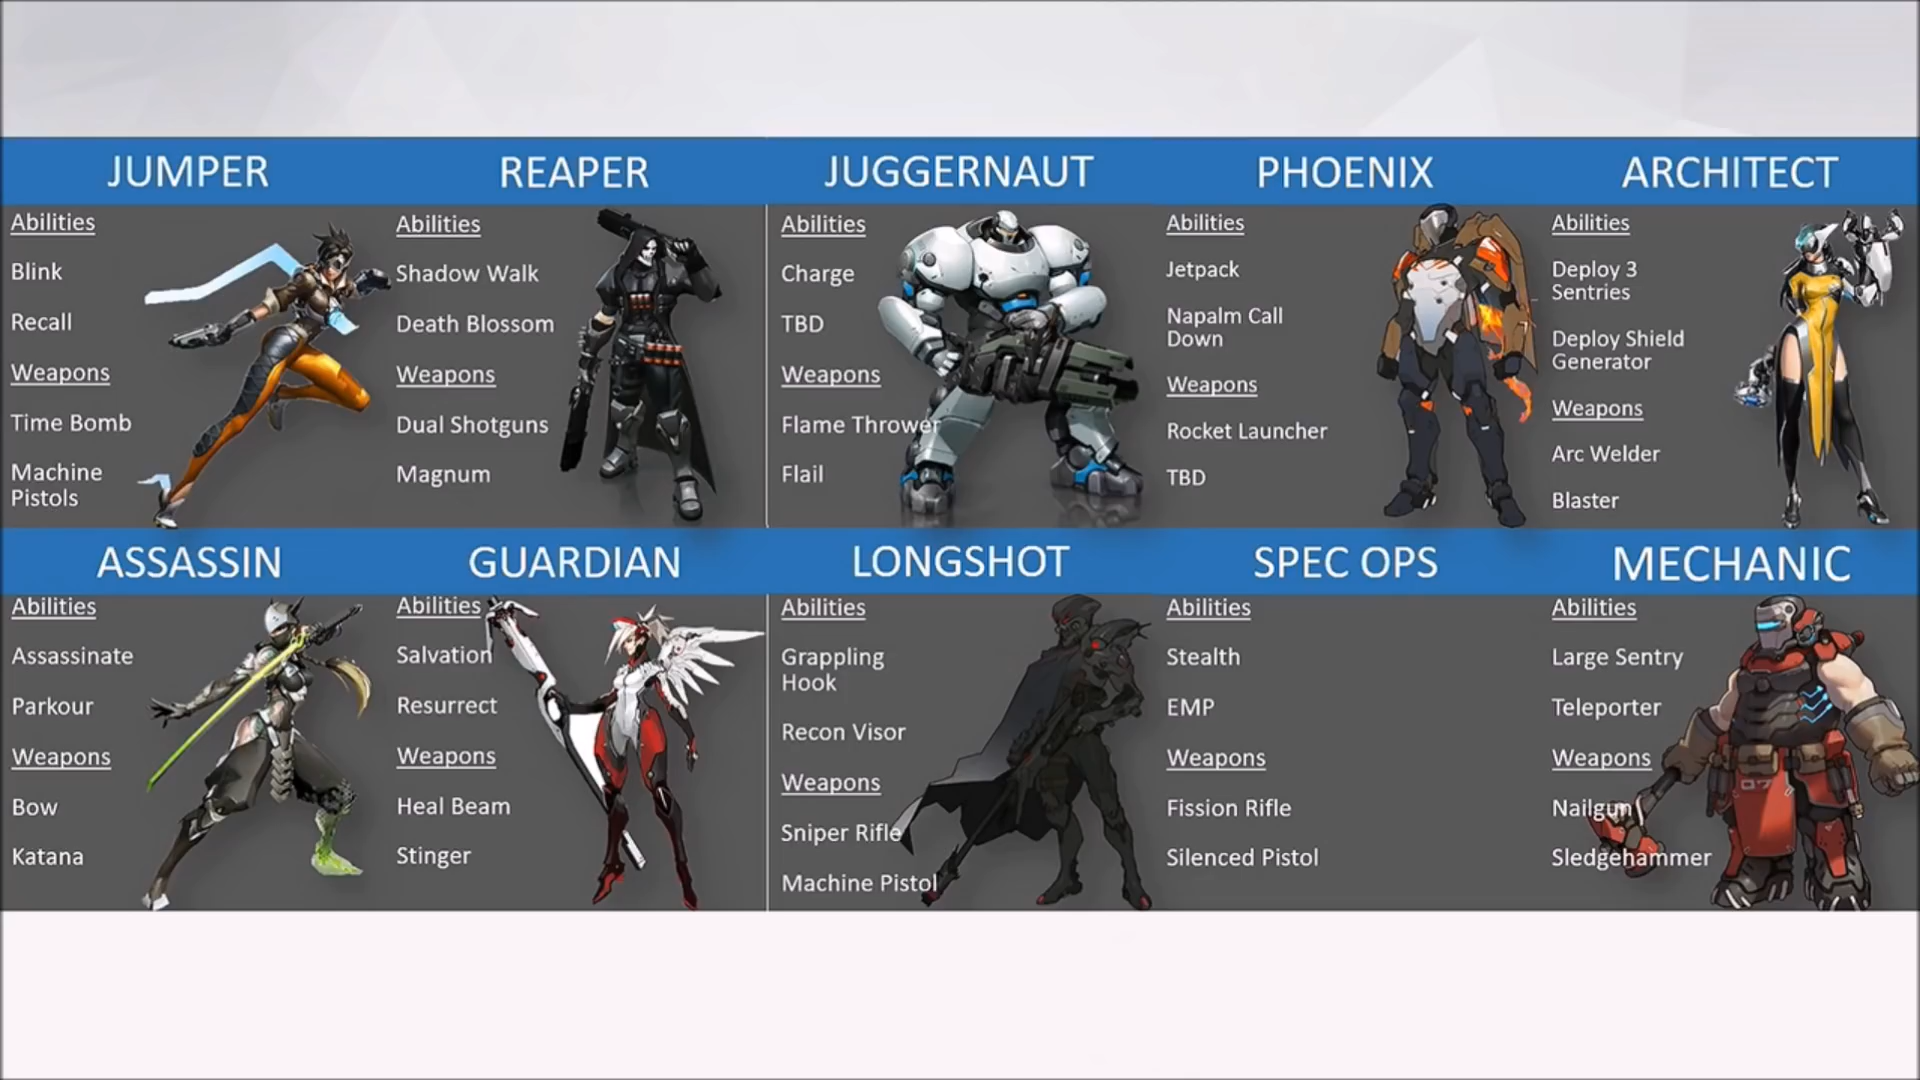 JUMPER
Abilities
Blink
Recall
Weapons
Time Bomb
Machine
Pistols
REAPER
Abilities
Shadow Walk
Death Blossom
Weapons
Dual Shotguns
Magnum
JUGGERNAUT
Abilities
Charge
TBD
Weapons
Flame Thrower
Flail
PHOENIX
Abilities
Jetpack
Napalm Call
Down
Weapons
Rocket Launcher
TBD
ARCHITECT
Abilities
Deploy 3
Sentries
Deploy Shield
Generator
Weapons
Arc Welder
Blaster
ASSASSIN
Abilities
Assassinate
Parkour
Weapons
Bow
Katana
GUARDIAN
Abilities
Salvation
Resurrect
Weapons
Heal Beam
Stinger
LONGSHOT
Abilities
Grappling
Hook
Recon Visor
Weapons
Sniper Rifle
Machine Pistol
SPEC OPS
Abilities
Stealth
EMP
Weapons
Fission Rifle
Silenced Pistol
MECHANIC
Abilities
Large Sentry
Teleporter
Weapons
Nailgun
Sledgehammer
07